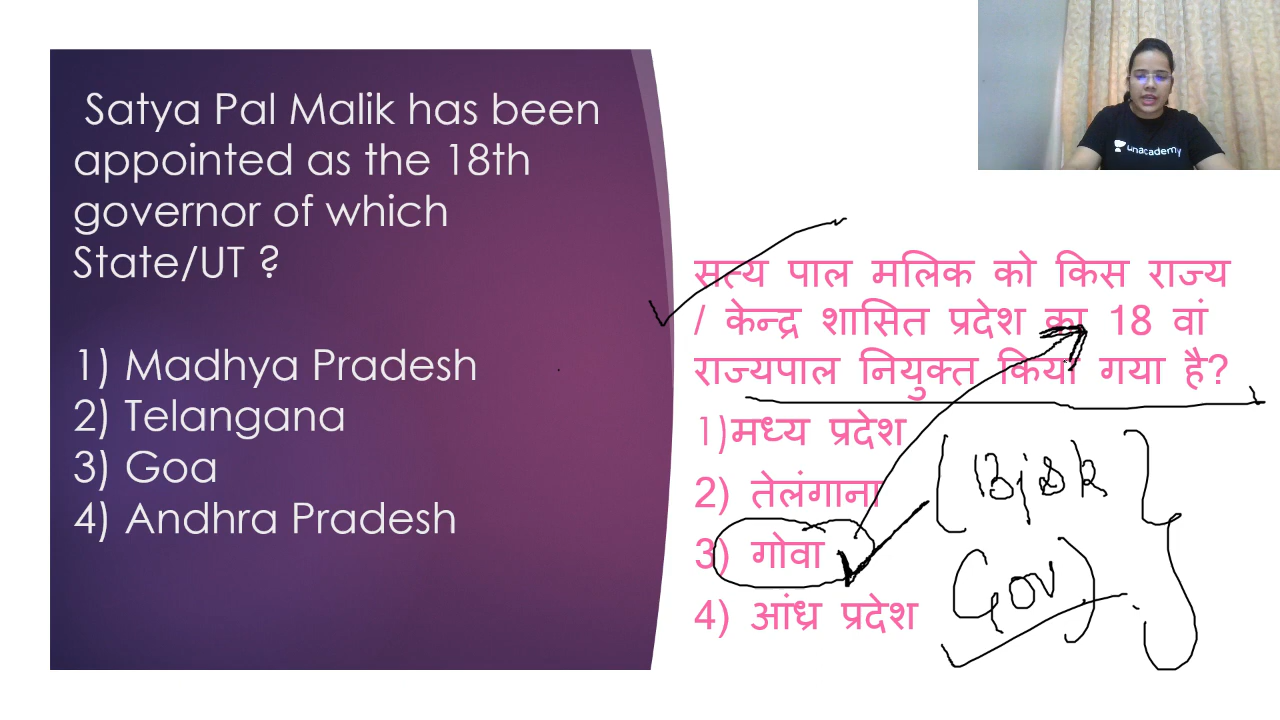 Satya Pal Malik has been
appointed as the 18th
governor of which
State/UT ?
1) Madhya Pradesh
2) Telangana
3) Goa
4) Andhra Pradesh
unacademy
सत्य पाल मलिक को किस राज्य
/ केन्द्र शासित प्रदेश का 18 वां
राज्यपाल नियुक्त किया गया है?
1)मध्य प्रदेश
2) तेलंगाना
3) गोवा
4) आंध्र प्रदेश
Gov